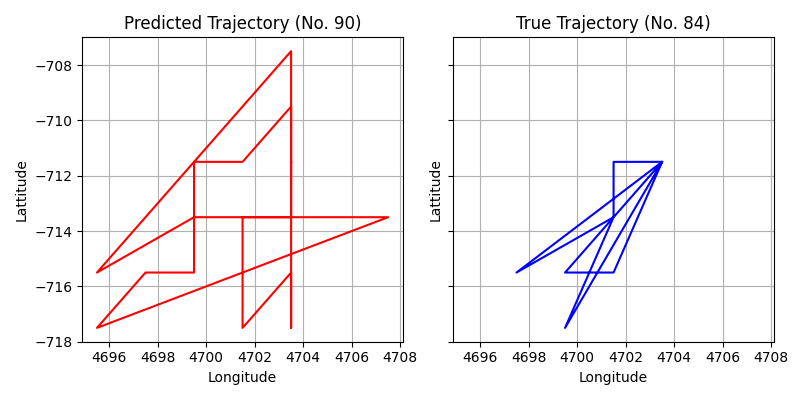 Predicted Trajectory (No. 90)
−708
−710
−712
−714
−716
−718
Lattitude
4696 4698 4700 4702 4704 4706 4708
Longitude
True Trajectory (No. 84)
Lattitude
4696 4698 4700 4702 4704 4706 4708
Longitude